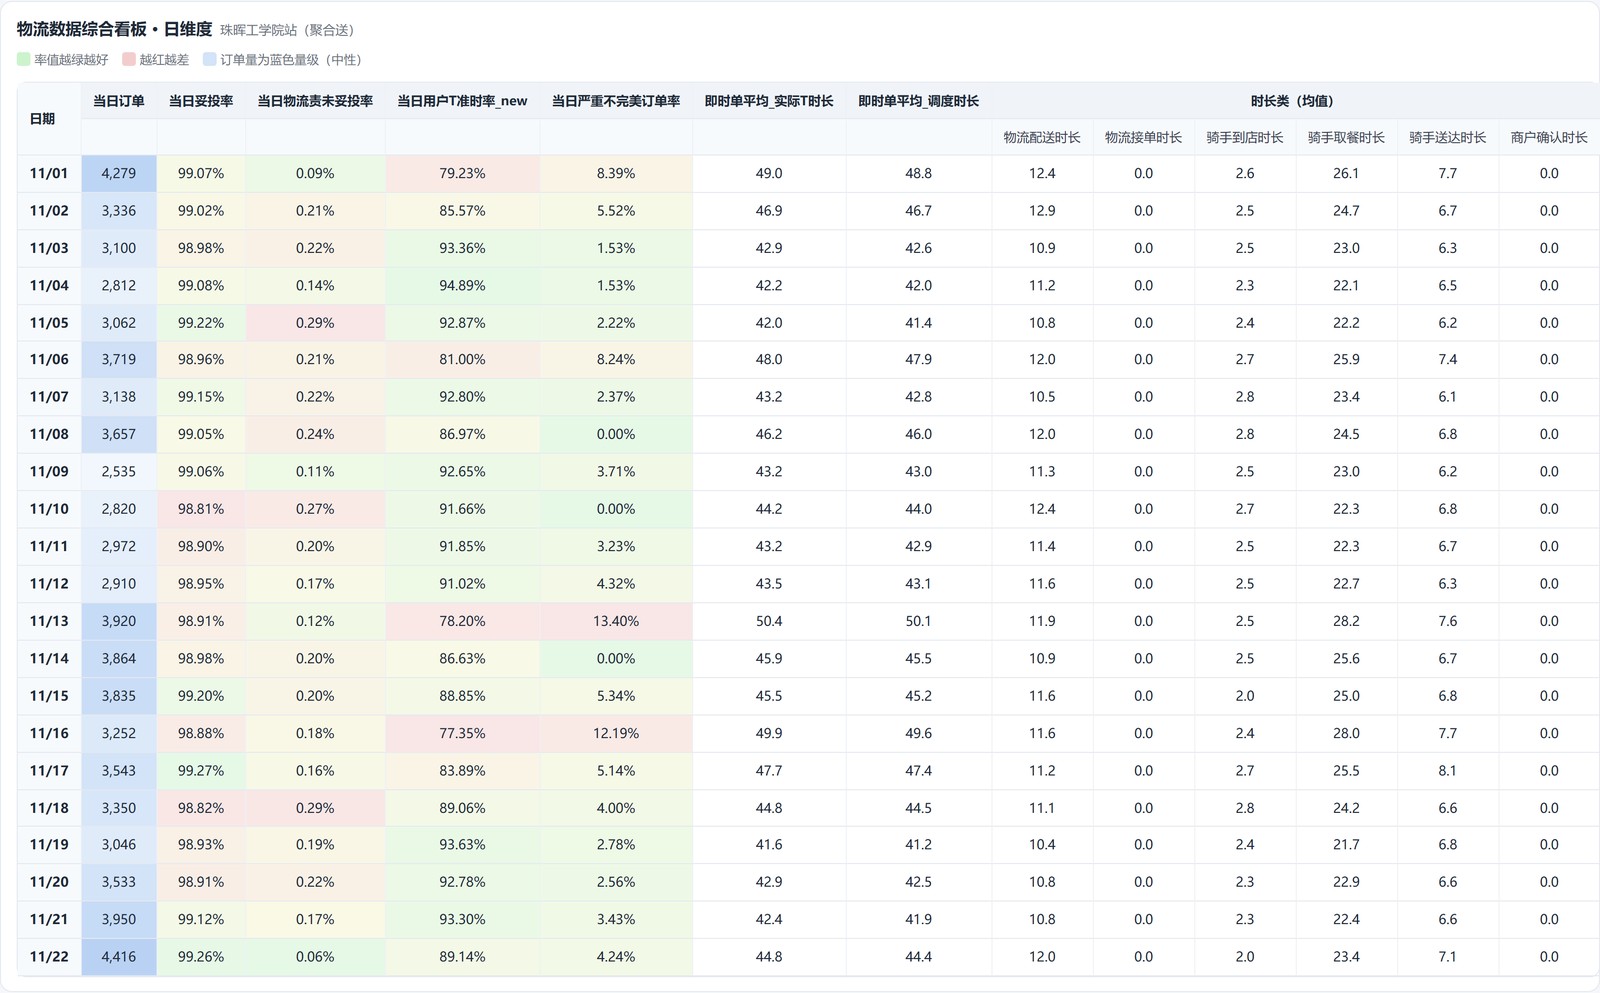 物流数据综合看板 • 日维度 珠晖工学院站（聚合送）
率值越绿越好 越红越差 订单量为蓝色量级（中性）
日期 当日订单 当日妥投率 当日物流责未妥投率 当日用户T准时率_new 当日严重不完美订单率 即时单平均_实际T时长 即时单平均_调度时长 时长类（均值）
物流配送时长 物流接单时长 骑手到店时长 骑手取餐时长 骑手送达时长 商户确认时长
11/01 4,279 99.07% 0.09% 79.23% 8.39% 49.0 48.8 12.4 0.0 2.6 26.1 7.7 0.0
11/02 3,336 99.02% 0.21% 85.57% 5.52% 46.9 46.7 12.9 0.0 2.5 24.7 6.7 0.0
11/03 3,100 98.98% 0.22% 93.36% 1.53% 42.9 42.6 10.9 0.0 2.5 23.0 6.3 0.0
11/04 2,812 99.08% 0.14% 94.89% 1.53% 42.2 42.0 11.2 0.0 2.3 22.1 6.5 0.0
11/05 3,062 99.22% 0.29% 92.87% 2.22% 42.0 41.4 10.8 0.0 2.4 22.2 6.2 0.0
11/06 3,719 98.96% 0.21% 81.00% 8.24% 48.0 47.9 12.0 0.0 2.7 25.9 7.4 0.0
11/07 3,138 99.15% 0.22% 92.80% 2.37% 43.2 42.8 10.5 0.0 2.8 23.4 6.1 0.0
11/08 3,657 99.05% 0.24% 86.97% 0.00% 46.2 46.0 12.0 0.0 2.8 24.5 6.8 0.0
11/09 2,535 99.06% 0.11% 92.65% 3.71% 43.2 43.0 11.3 0.0 2.5 23.0 6.2 0.0
11/10 2,820 98.81% 0.27% 91.66% 0.00% 44.2 44.0 12.4 0.0 2.7 22.3 6.8 0.0
11/11 2,972 98.90% 0.20% 91.85% 3.23% 43.2 42.9 11.4 0.0 2.5 22.3 6.7 0.0
11/12 2,910 98.95% 0.17% 91.02% 4.32% 43.5 43.1 11.6 0.0 2.5 22.7 6.3 0.0
11/13 3,920 98.91% 0.12% 78.20% 13.40% 50.4 50.1 11.9 0.0 2.5 28.2 7.6 0.0
11/14 3,864 98.98% 0.20% 86.63% 0.00% 45.9 45.5 10.9 0.0 2.5 25.6 6.7 0.0
11/15 3,835 99.20% 0.20% 88.85% 5.34% 45.5 45.2 11.6 0.0 2.0 25.0 6.8 0.0
11/16 3,252 98.88% 0.18% 77.35% 12.19% 49.9 49.6 11.6 0.0 2.4 28.0 7.7 0.0
11/17 3,543 99.27% 0.16% 83.89% 5.14% 47.7 47.4 11.2 0.0 2.7 25.5 8.1 0.0
11/18 3,350 98.82% 0.29% 89.06% 4.00% 44.8 44.5 11.1 0.0 2.8 24.2 6.6 0.0
11/19 3,046 98.93% 0.19% 93.63% 2.78% 41.6 41.2 10.4 0.0 2.4 21.7 6.8 0.0
11/20 3,533 98.91% 0.22% 92.78% 2.56% 42.9 42.5 10.8 0.0 2.3 22.9 6.6 0.0
11/21 3,950 99.12% 0.17% 93.30% 3.43% 42.4 41.9 10.8 0.0 2.3 22.4 6.6 0.0
11/22 4,416 99.26% 0.06% 89.14% 4.24% 44.8 44.4 12.0 0.0 2.0 23.4 7.1 0.0